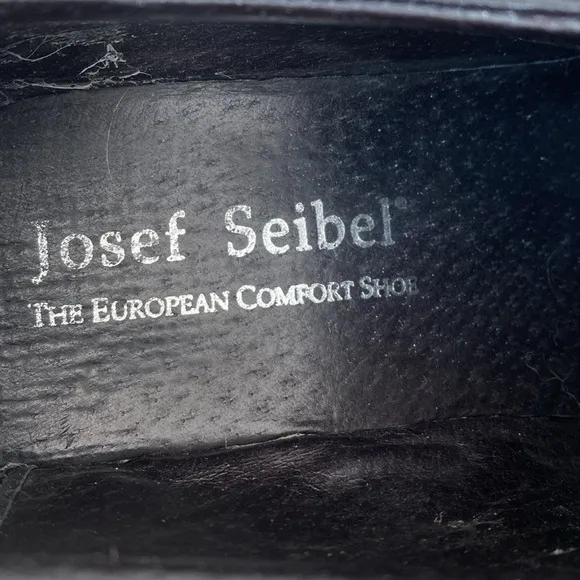 Josef Seibel®
THE EUROPEAN COMFORT SHOE